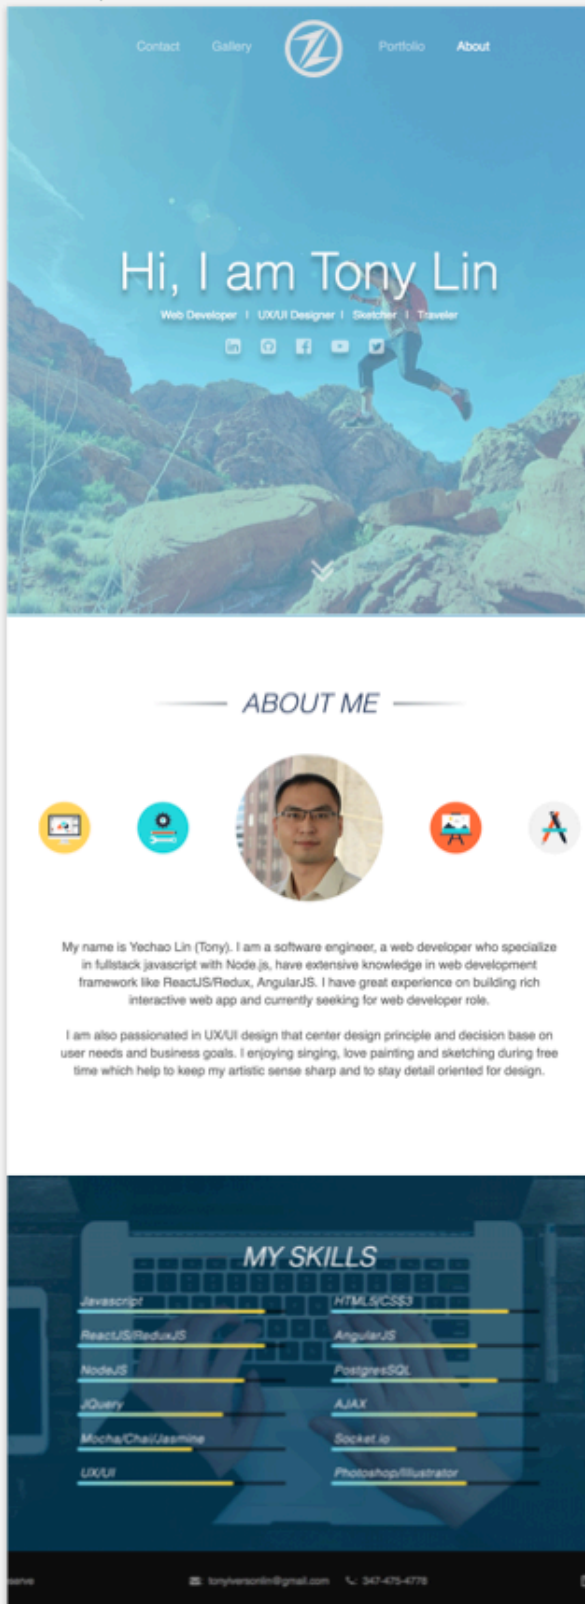 Contact Gallery Portfolio About
Hi, I am Tony Lin
Web Developer | UX/UI Designer | Sketcher | Traveler
ABOUT ME
My name is Yechao Lin (Tony). I am a software engineer, a web developer who specialize
in fullstack javascript with Node.js, have extensive knowledge in web development
framework like ReactJS/Redux, AngularJS. I have great experience on building rich
interactive web app and currently seeking for web developer role.
I am also passionated in UX/UI design that center design principle and decision base on
user needs and business goals. I enjoying singing, love painting and sketching during free
time which help to keep my artistic sense sharp and to stay detail oriented for design.
MY SKILLS
Javascript HTML5/CSS3
ReactJS/ReduxJS AngularJS
NodeJS PostgresSQL
JQuery AJAX
Mocha/Chai/Jasmine Socket.io
UX/UI Photoshop/Illustrator
: tonyiversonlin@gmail.com : 347-475-4778